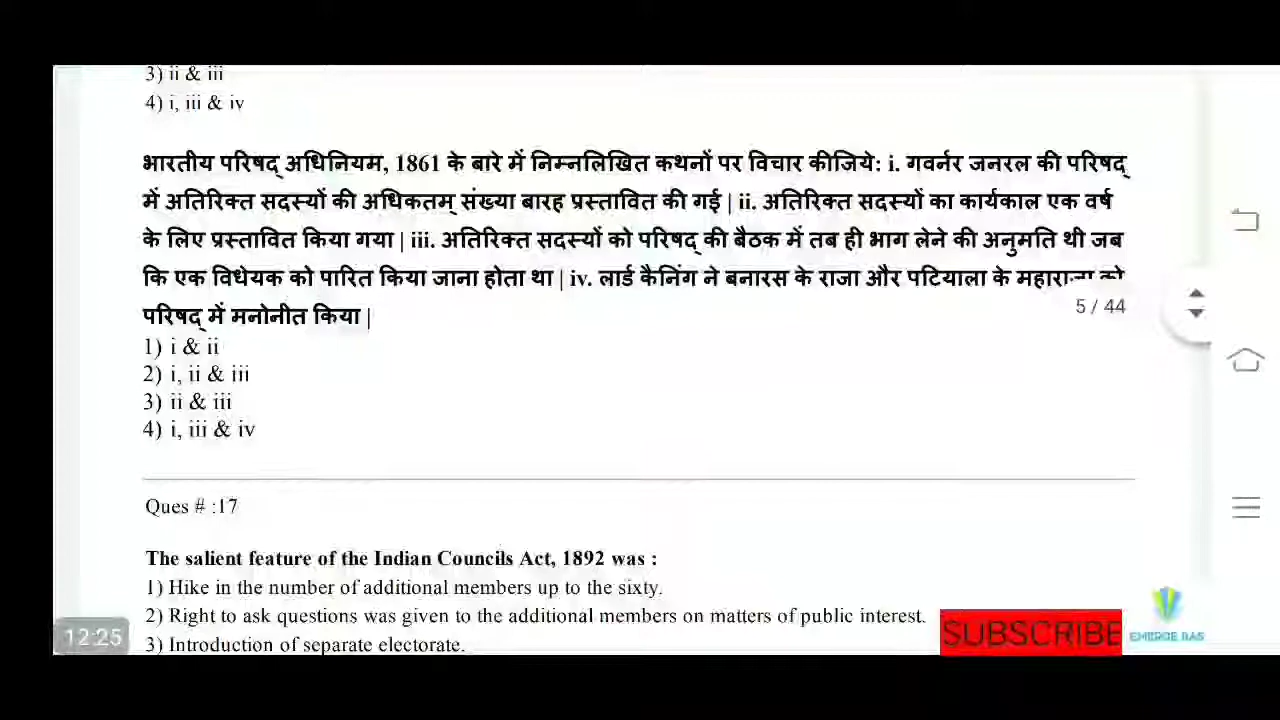 3) ii & iii
4) i, iii & iv
भारतीय परिषद् अधिनियम, 1861 के बारे में निम्नलिखित कथनों पर विचार कीजिये: i. गवर्नर जनरल की परिषद्
में अतिरिक्त सदस्यों की अधिकतम् संख्या बारह प्रस्तावित की गई | ii. अतिरिक्त सदस्यों का कार्यकाल एक वर्ष
के लिए प्रस्तावित किया गया | iii. अतिरिक्त सदस्यों को परिषद् की बैठक में तब ही भाग लेने की अनुमति थी जब
कि एक विधेयक को पारित किया जाना होता था | iv. लार्ड कैनिंग ने बनारस के राजा और पटियाला के
परिषद् में मनोनीत किया |
5 / 44
1) i & ii
2) i, ii & iii
3) ii & iii
4) i, iii & iv
Ques # :17
The salient feature of the Indian Councils Act, 1892 was :
1) Hike in the number of additional members up to the sixty.
2) Right to ask questions was given to the additional members on matters of public interest.
3) Introduction of separate electorate.
12:25
SUBSCRIBE
EMERGE RAS